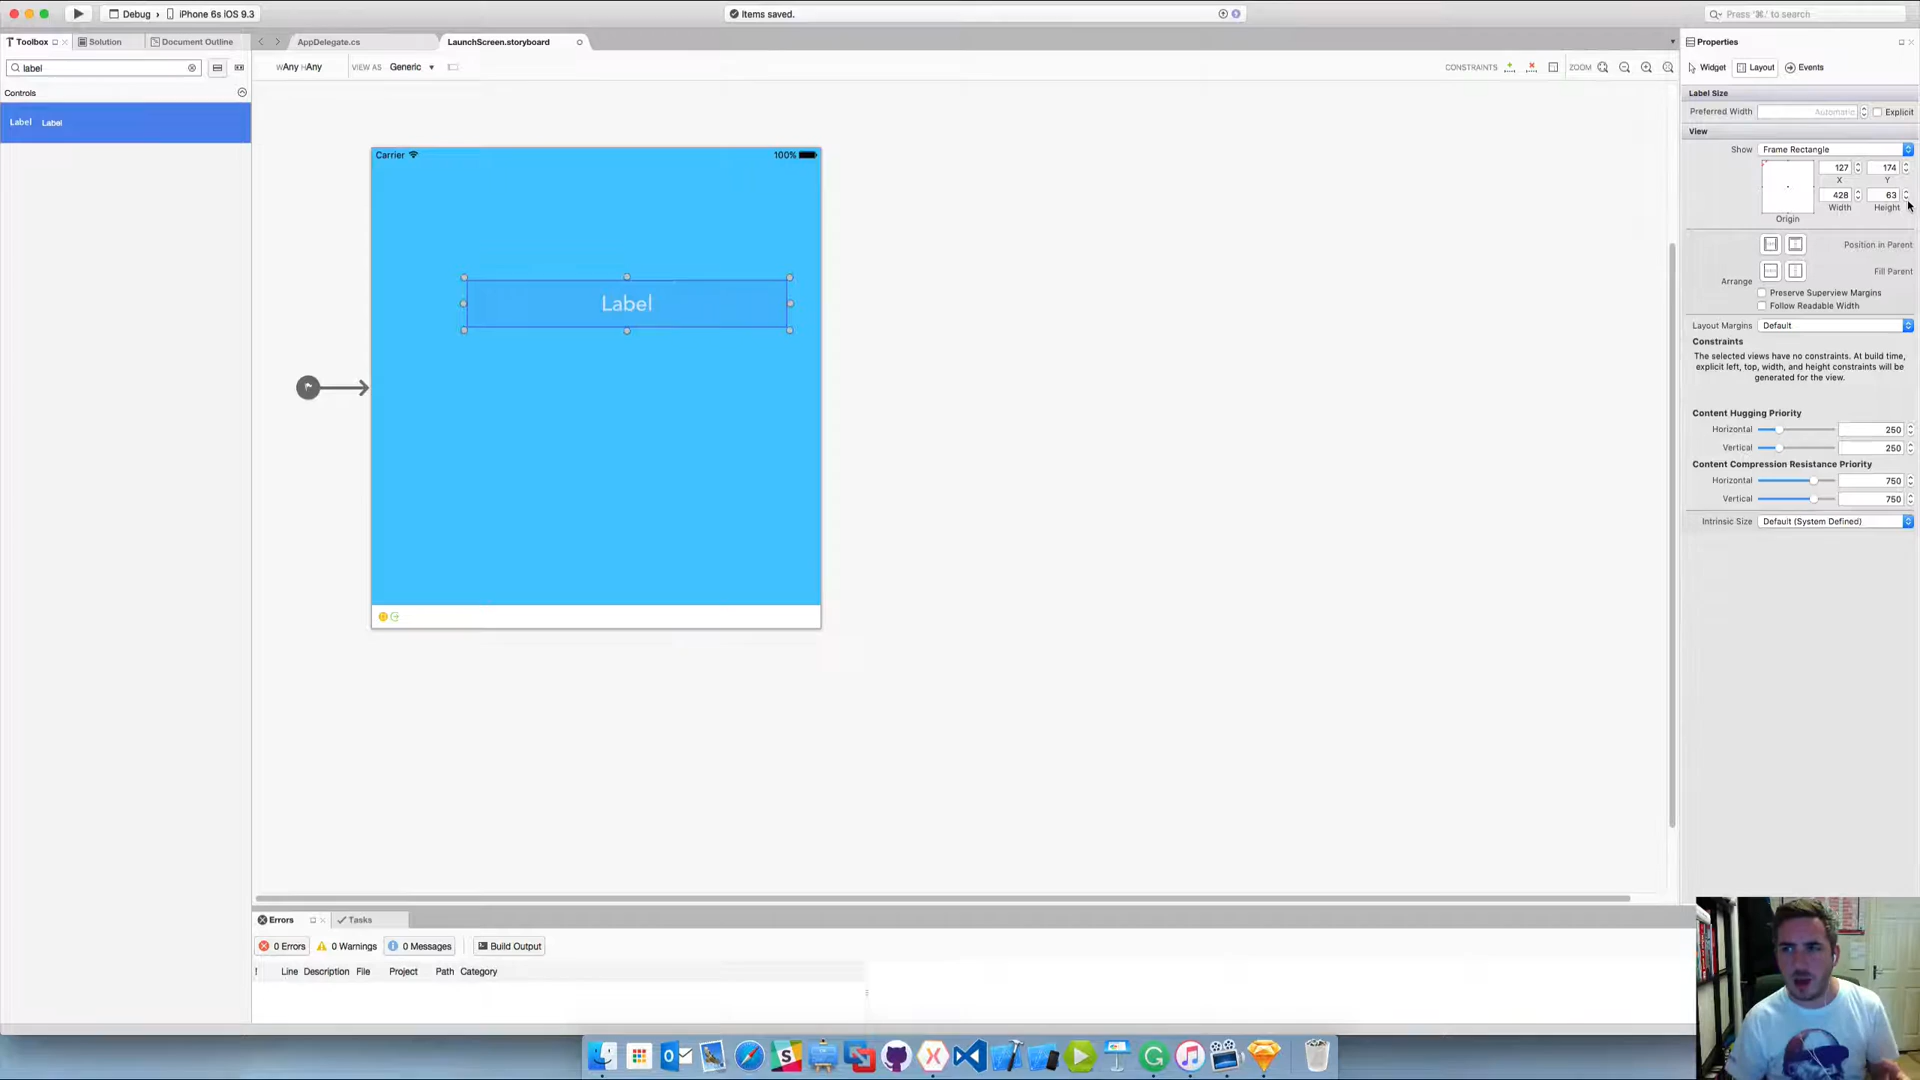 Debug > iPhone 6s iOS 9.3
Items saved.
Press '⌘.' to search
Toolbox
Solution
Document Outline
AppDelegate.cs
LaunchScreen.storyboard
Properties
label
wAny hAny
VIEW AS Generic
CONSTRAINTS
ZOOM
Widget
Layout
Events
Controls
Label Label
Label Size
Preferred Width Automatic Explicit
View
Show Frame Rectangle
127 174
X Y
428 63
Width Height
Origin
Position in Parent
Fill Parent
Arrange
Preserve Superview Margins
Follow Readable Width
Layout Margins Default
Constraints
The selected views have no constraints. At build time,
explicit left, top, width, and height constraints will be
generated for the view.
Content Hugging Priority
Horizontal 250
Vertical 250
Content Compression Resistance Priority
Horizontal 750
Vertical 750
Intrinsic Size Default (System Defined)
Carrier 100%
Label
Errors
Tasks
0 Errors 0 Warnings 0 Messages Build Output
! Line Description File Project Path Category